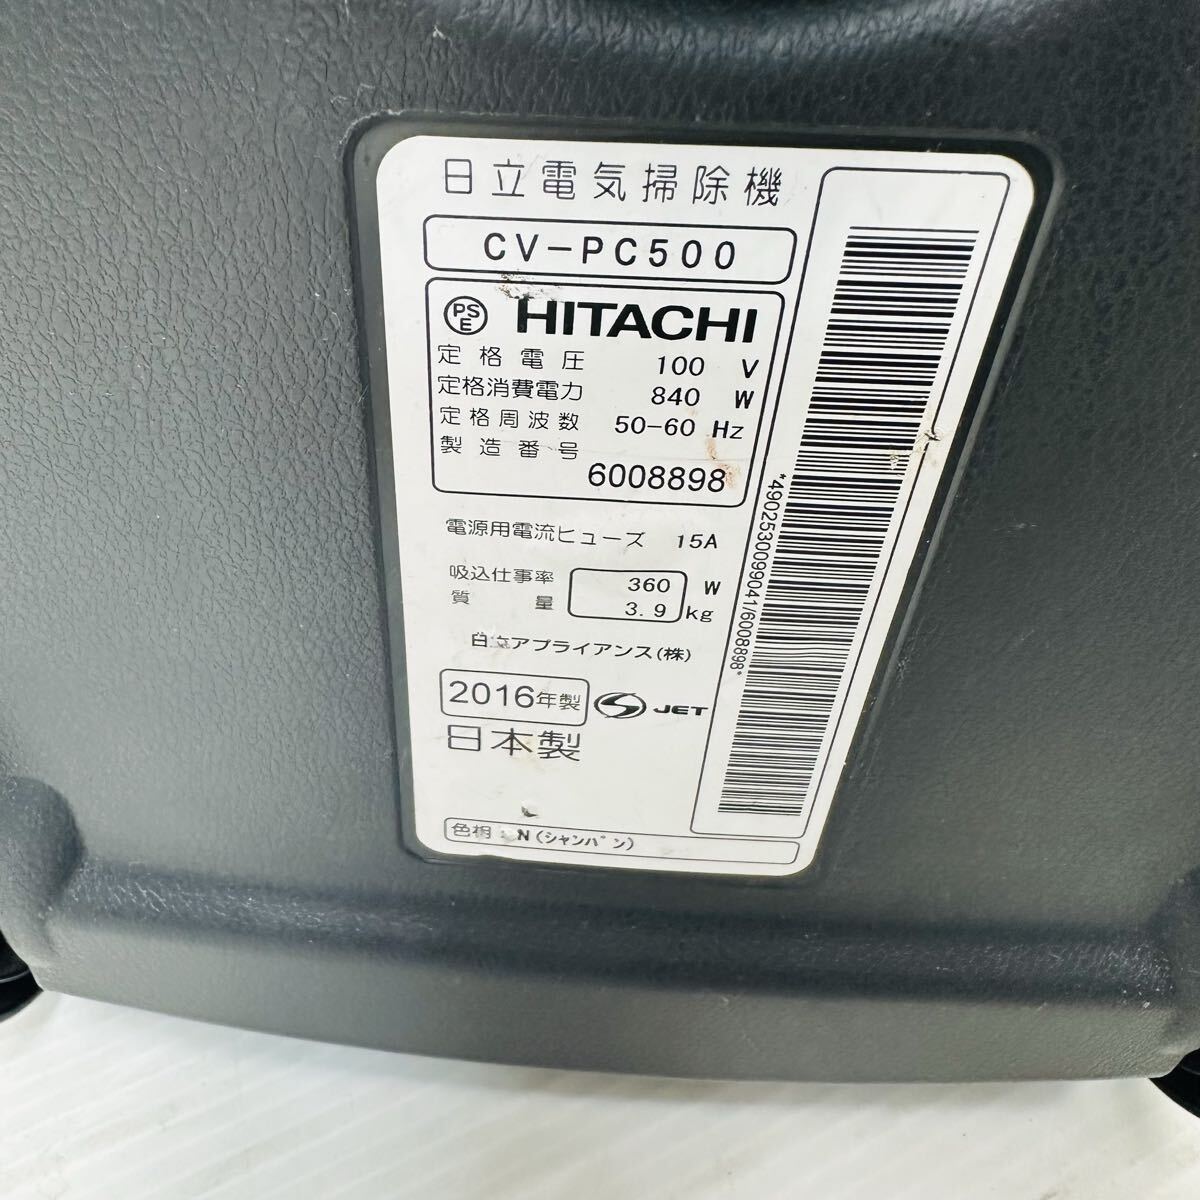 日立電気掃除機
CV-PC500
PS
E
HITACHI
定格電圧 100 V
定格消費電力 840 W
定格周波数 50-60 Hz
製造番号
6008898
電源用電流ヒューズ 15A
吸込仕事率 360 W
質量 3.9 kg
日立アプライアンス(株)
2016年製
S JET
日本製
色相 N(シャンパン)
*4902530099041/6008898*